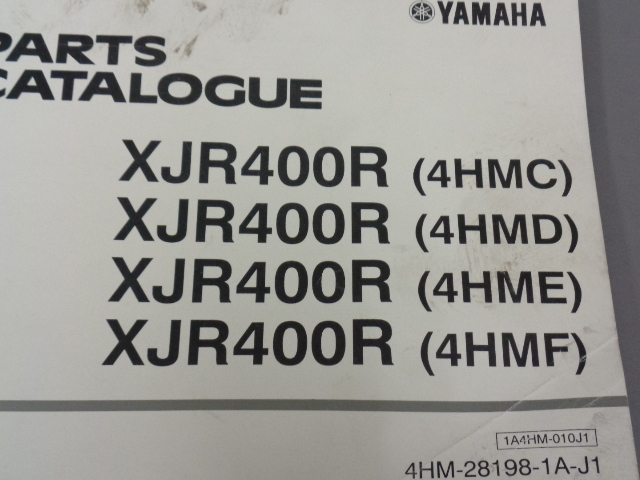 YAMAHA
PARTS
CATALOGUE
XJR400R (4HMC)
XJR400R (4HMD)
XJR400R (4HME)
XJR400R (4HMF)
1A4HM-010J1
4HM-28198-1A-J1